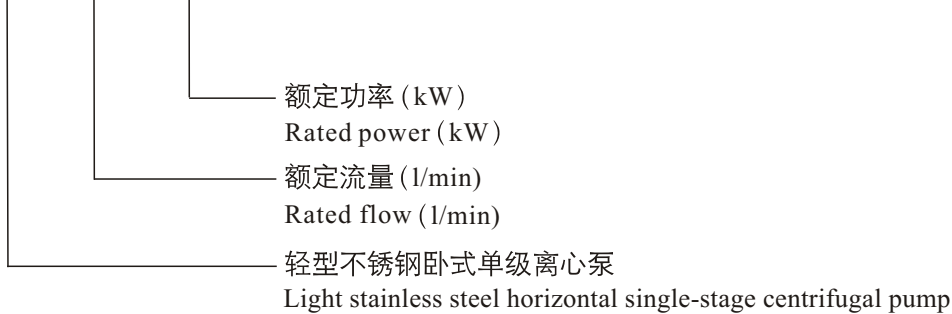 额定功率(kW)
Rated power(kW)
额定流量(l/min)
Rated flow(l/min)
轻型不锈钢卧式单级离心泵
Light stainless steel horizontal single-stage centrifugal pump